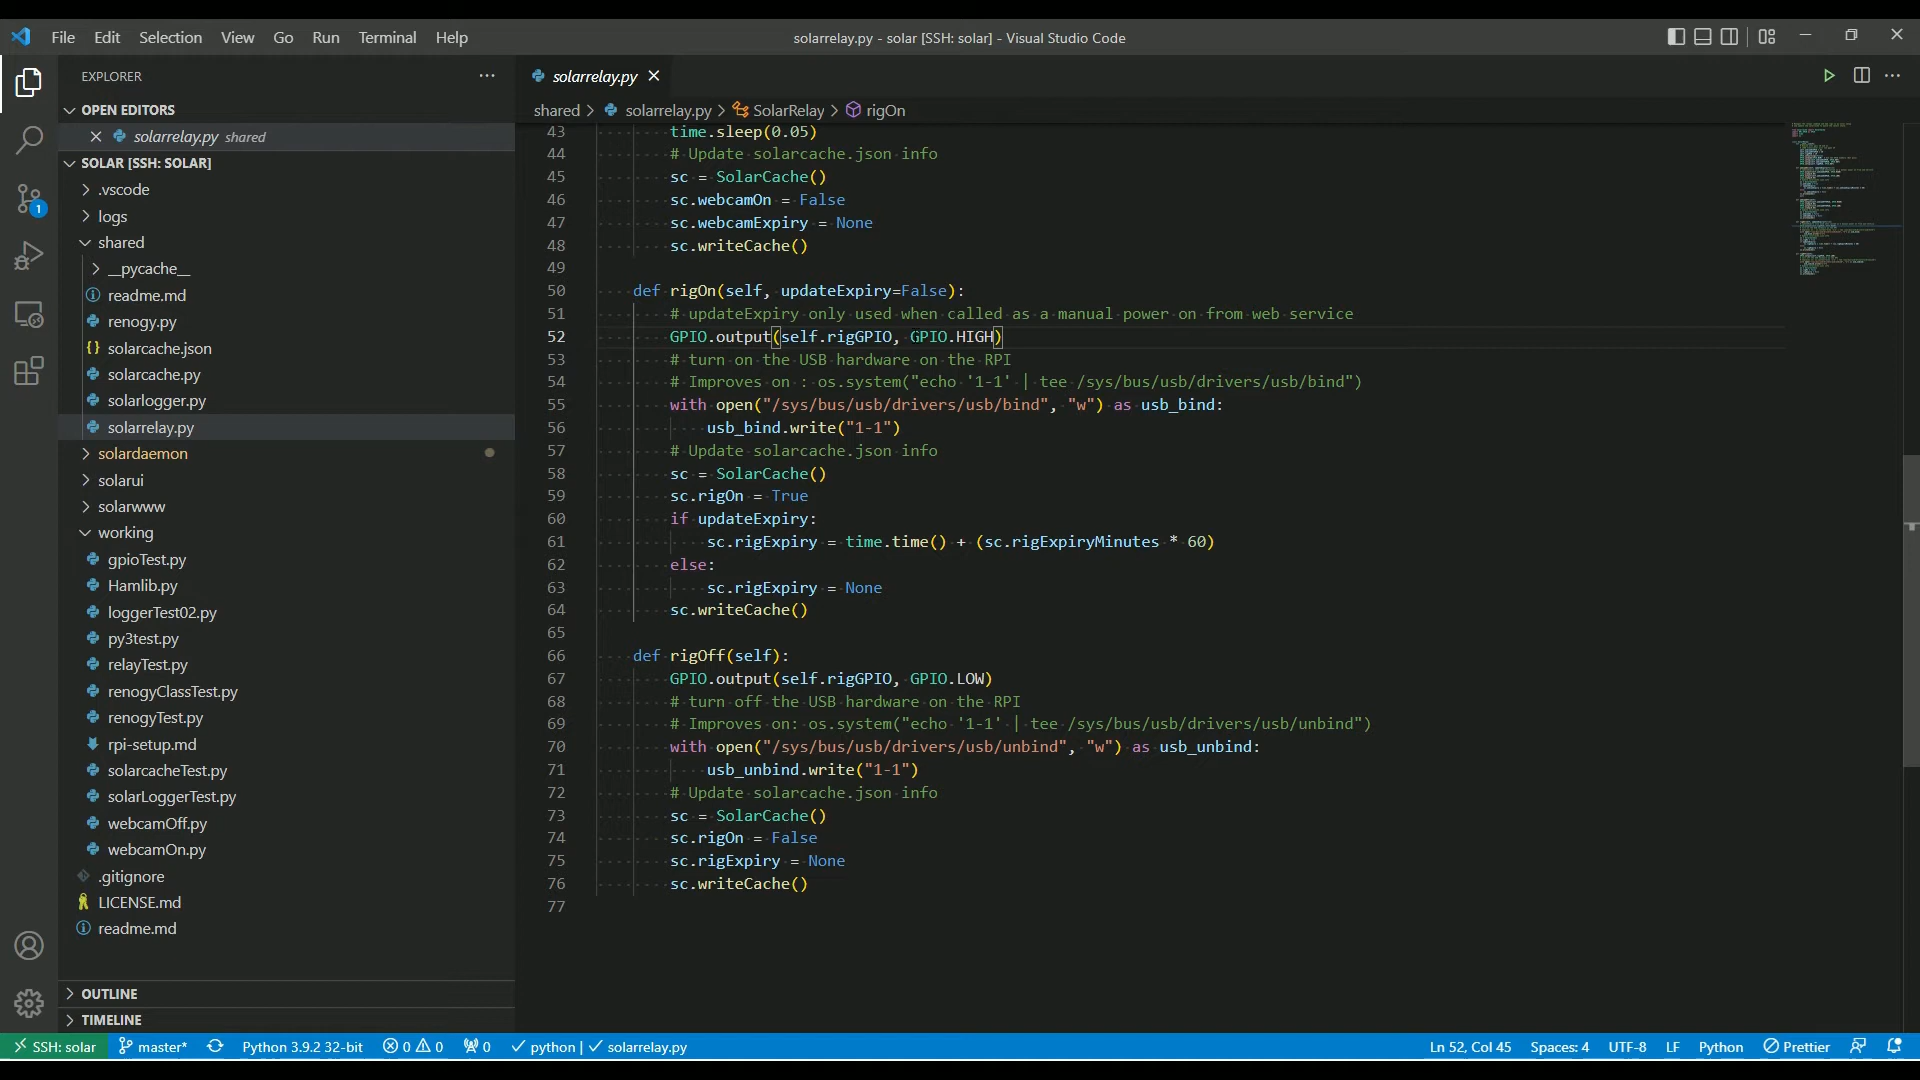 File Edit Selection View Go Run Terminal Help
solarrelay.py - solar [SSH: solar] - Visual Studio Code
EXPLORER
OPEN EDITORS
solarrelay.py shared
SOLAR [SSH: SOLAR]
.vscode
logs
shared
__pycache__
readme.md
renogy.py
solarcache.json
solarcache.py
solarlogger.py
solarrelay.py
solardaemon
solarui
solarwww
working
gpioTest.py
Hamlib.py
loggerTest02.py
py3test.py
relayTest.py
renogyClassTest.py
renogyTest.py
rpi-setup.md
solarcacheTest.py
solarLoggerTest.py
webcamOff.py
webcamOn.py
.gitignore
LICENSE.md
readme.md
OUTLINE
TIMELINE
1
solarrelay.py
shared > solarrelay.py > SolarRelay > rigOn
43 time.sleep(0.05)
44 # Update solarcache.json info
45 sc = SolarCache()
46 sc.webcamOn = False
47 sc.webcamExpiry = None
48 sc.writeCache()
49
50 def rigOn(self, updateExpiry=False):
51 # updateExpiry only used when called as a manual power on from web service
52 GPIO.output(self.rigGPIO, GPIO.HIGH)
53 # turn on the USB hardware on the RPI
54 # Improves on : os.system("echo '1-1' | tee /sys/bus/usb/drivers/usb/bind")
55 with open("/sys/bus/usb/drivers/usb/bind", "w") as usb_bind:
56 usb_bind.write("1-1")
57 # Update solarcache.json info
58 sc = SolarCache()
59 sc.rigOn = True
60 if updateExpiry:
61 sc.rigExpiry = time.time() + (sc.rigExpiryMinutes * 60)
62 else:
63 sc.rigExpiry = None
64 sc.writeCache()
65
66 def rigOff(self):
67 GPIO.output(self.rigGPIO, GPIO.LOW)
68 # turn off the USB hardware on the RPI
69 # Improves on: os.system("echo '1-1' | tee /sys/bus/usb/drivers/usb/unbind")
70 with open("/sys/bus/usb/drivers/usb/unbind", "w") as usb_unbind:
71 usb_unbind.write("1-1")
72 # Update solarcache.json info
73 sc = SolarCache()
74 sc.rigOn = False
75 sc.rigExpiry = None
76 sc.writeCache()
77
SSH: solar master* Python 3.9.2 32-bit 0 0 0 python | solarrelay.py Ln 52, Col 45 Spaces: 4 UTF-8 LF Python Prettier